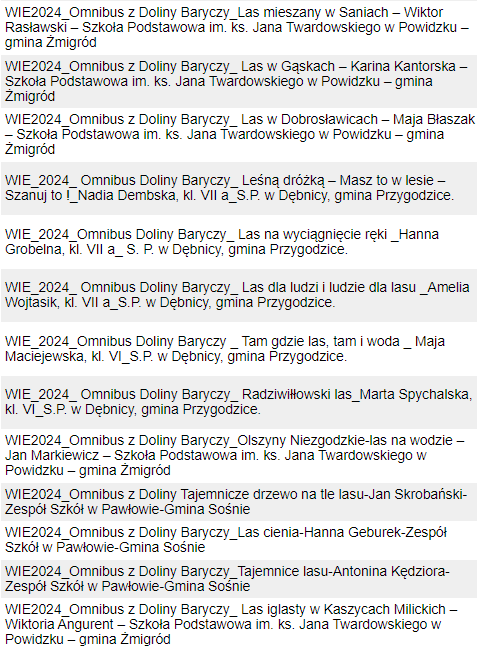 WIE2024_Omnibus z Doliny Baryczy_Las mieszany w Saniach – Wiktor
Rasławski – Szkoła Podstawowa im. ks. Jana Twardowskiego w Powidzku –
gmina Żmigród
WIE2024_Omnibus z Doliny Baryczy_ Las w Gąskach – Karina Kantorska –
Szkoła Podstawowa im. ks. Jana Twardowskiego w Powidzku – gmina
Żmigród
WIE2024_Omnibus z Doliny Baryczy_ Las w Dobrosławicach – Maja Błaszak
– Szkoła Podstawowa im. ks. Jana Twardowskiego w Powidzku – gmina
Żmigród
WIE_2024_ Omnibus Doliny Baryczy_ Leśną dróżką – Masz to w lesie –
Szanuj to !_Nadia Dembska, kl. VII a_S.P. w Dębnicy, gmina Przygodzice.
WIE_2024_ Omnibus Doliny Baryczy_ Las na wyciągnięcie ręki _Hanna
Grobelna, kl. VII a_ S. P. w Dębnicy, gmina Przygodzice.
WIE_2024_ Omnibus Doliny Baryczy_ Las dla ludzi i ludzie dla lasu _Amelia
Wojtasik, kl. VII a_S.P. w Dębnicy, gmina Przygodzice.
WIE_2024_ Omnibus Doliny Baryczy _ Tam gdzie las, tam i woda _ Maja
Maciejewska, kl. VI_S.P. w Dębnicy, gmina Przygodzice.
WIE_2024_ Omnibus Doliny Baryczy_ Radziwiłłowski las_Marta Spychalska,
kl. VI_S.P. w Dębnicy, gmina Przygodzice.
WIE2024_Omnibus z Doliny Baryczy_Olszyny Niezgodzkie-las na wodzie –
Jan Markiewicz – Szkoła Podstawowa im. ks. Jana Twardowskiego w
Powidzku – gmina Żmigród
WIE2024_Omnibus z Doliny Tajemnicze drzewo na tle lasu-Jan Skrobański-
Zespół Szkół w Pawłowie-Gmina Sośnie
WIE2024_Omnibus z Doliny Baryczy_Las cienia-Hanna Geburek-Zespół
Szkół w Pawłowie-Gmina Sośnie
WIE2024_Omnibus z Doliny Baryczy_Tajemnice lasu-Antonina Kędziora-
Zespół Szkół w Pawłowie-Gmina Sośnie
WIE2024_Omnibus z Doliny Baryczy_ Las iglasty w Kaszycach Milickich –
Wiktoria Angurent – Szkoła Podstawowa im. ks. Jana Twardowskiego w
Powidzku – gmina Żmigród